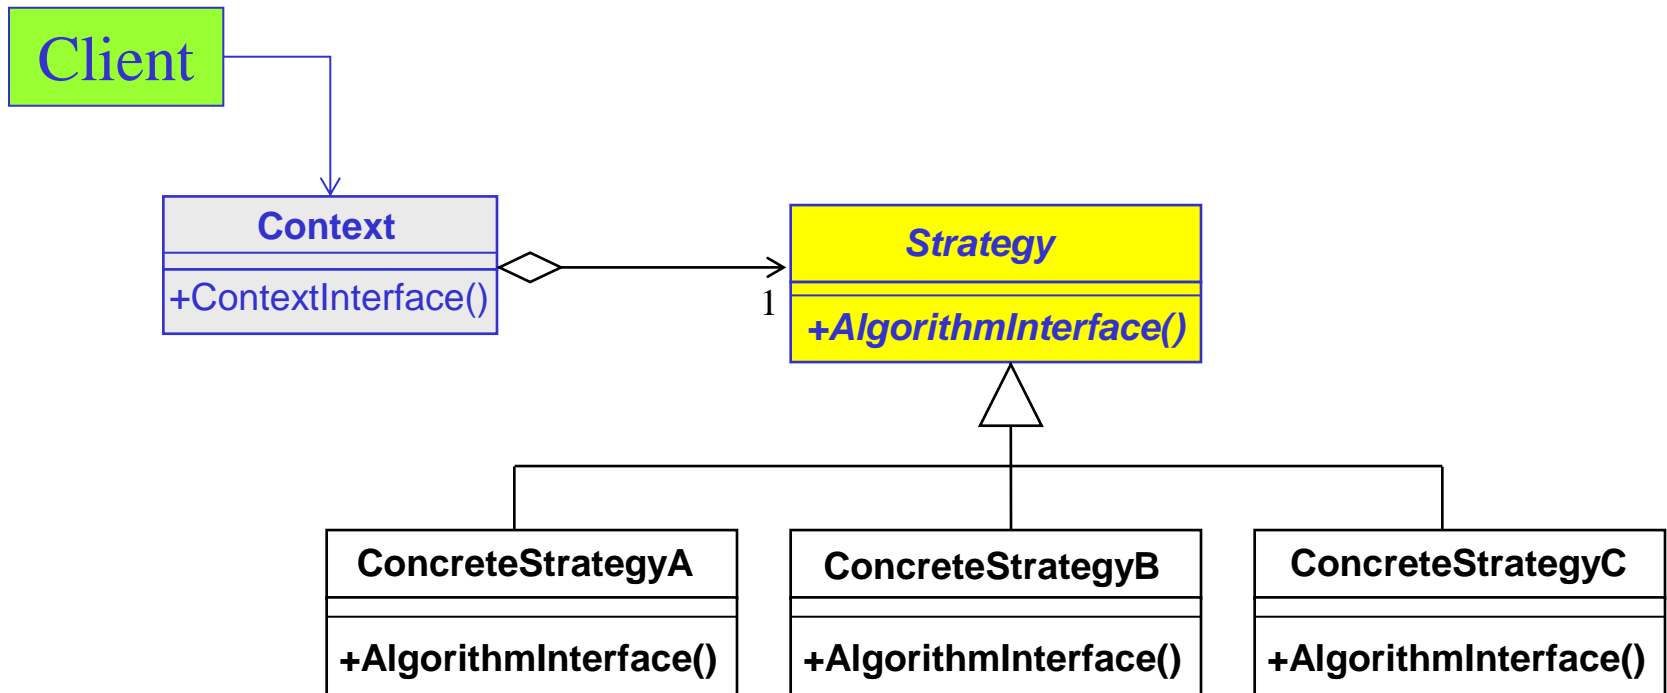 Client
Context
+ContextInterface()
1
Strategy
+AlgorithmInterface()
ConcreteStrategyA
+AlgorithmInterface()
ConcreteStrategyB
+AlgorithmInterface()
ConcreteStrategyC
+AlgorithmInterface()